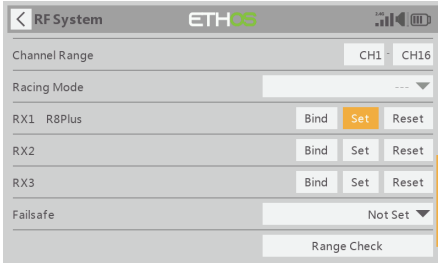 RF System ETHOS
Channel Range CH1 - CH16
Racing Mode ---
RX1 R8Plus Bind Set Reset
RX2 Bind Set Reset
RX3 Bind Set Reset
Failsafe Not Set
Range Check